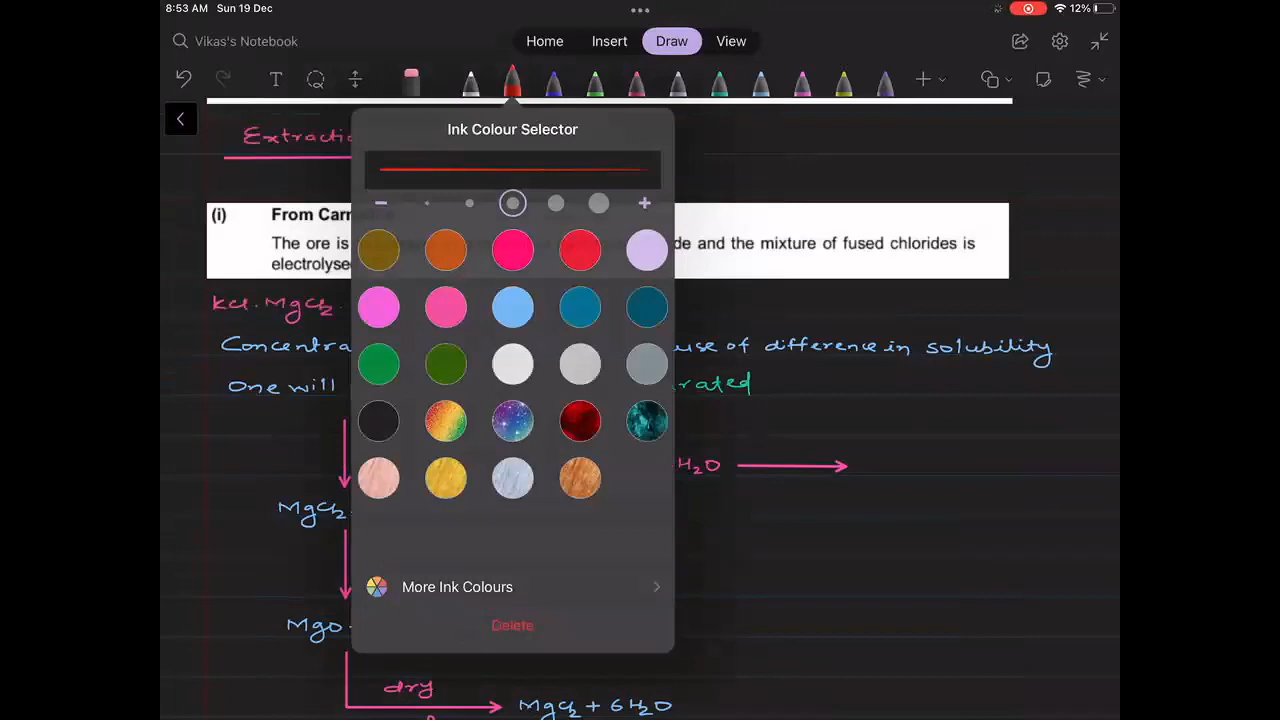 8:53 AM Sun 19 Dec
12%
Vikas's Notebook
Home Insert Draw View
Ink Colour Selector
Extractio
(i) From Carn
The ore is de and the mixture of fused chlorides is
electrolyse
KCl. MgCl2
Concentra use of difference in solubility
One will rated
H2O
MgCl2.
MgO
More Ink Colours
Delete
dry
MgCl2 + 6H2O